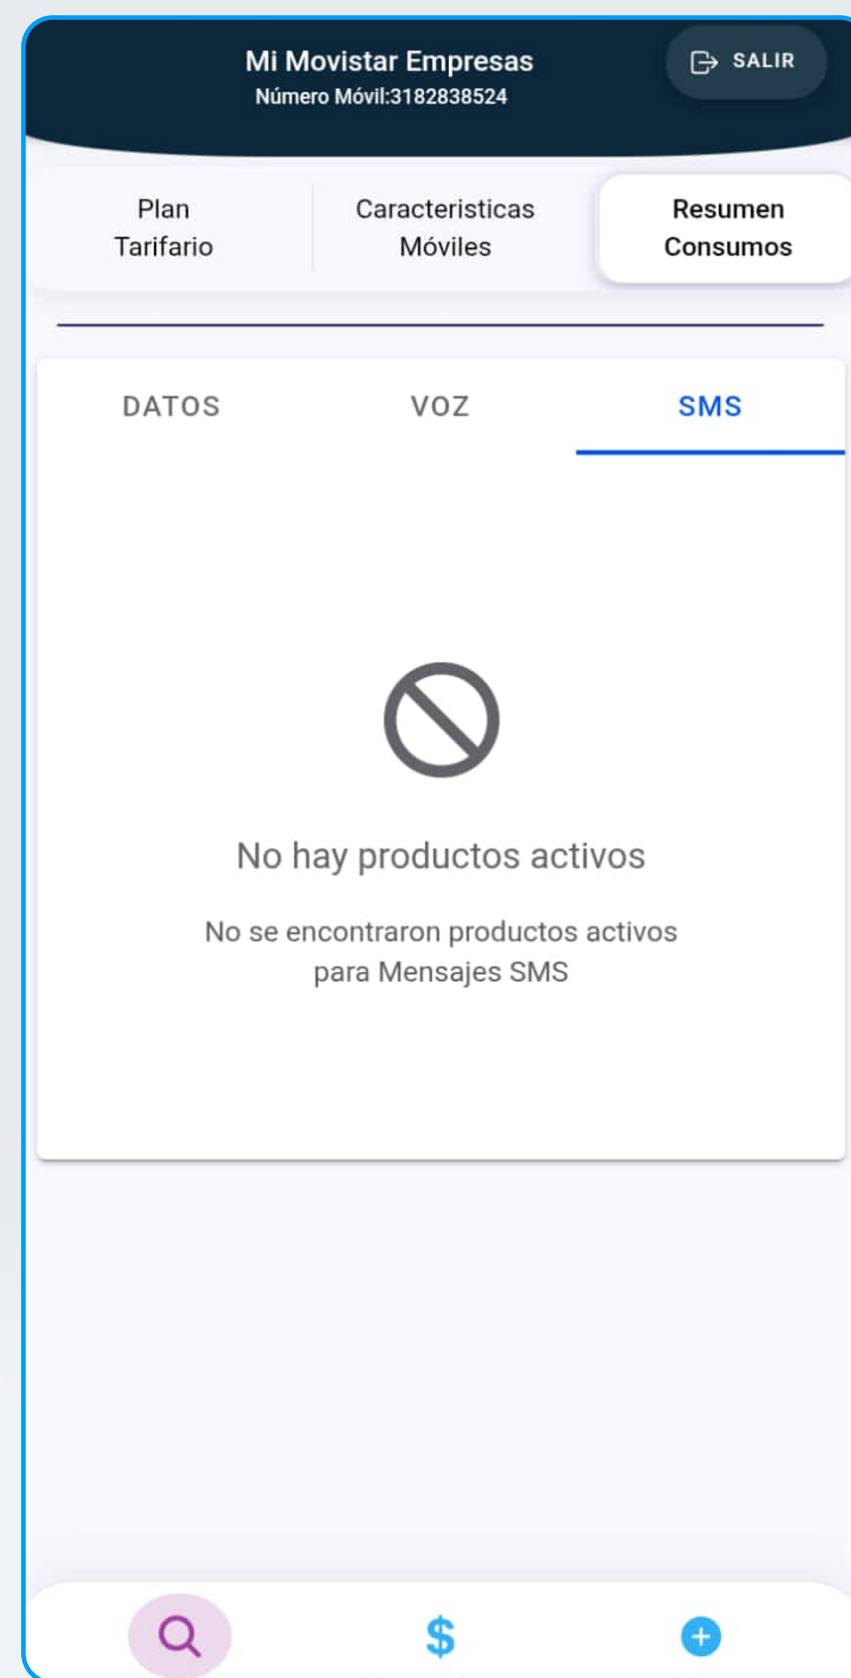 Mi Movistar Empresas
Número Móvil:3182838524
SALIR
Plan
Tarifario
Caracteristicas
Móviles
Resumen
Consumos
DATOS
VOZ
SMS
No hay productos activos
No se encontraron productos activos
para Mensajes SMS
$